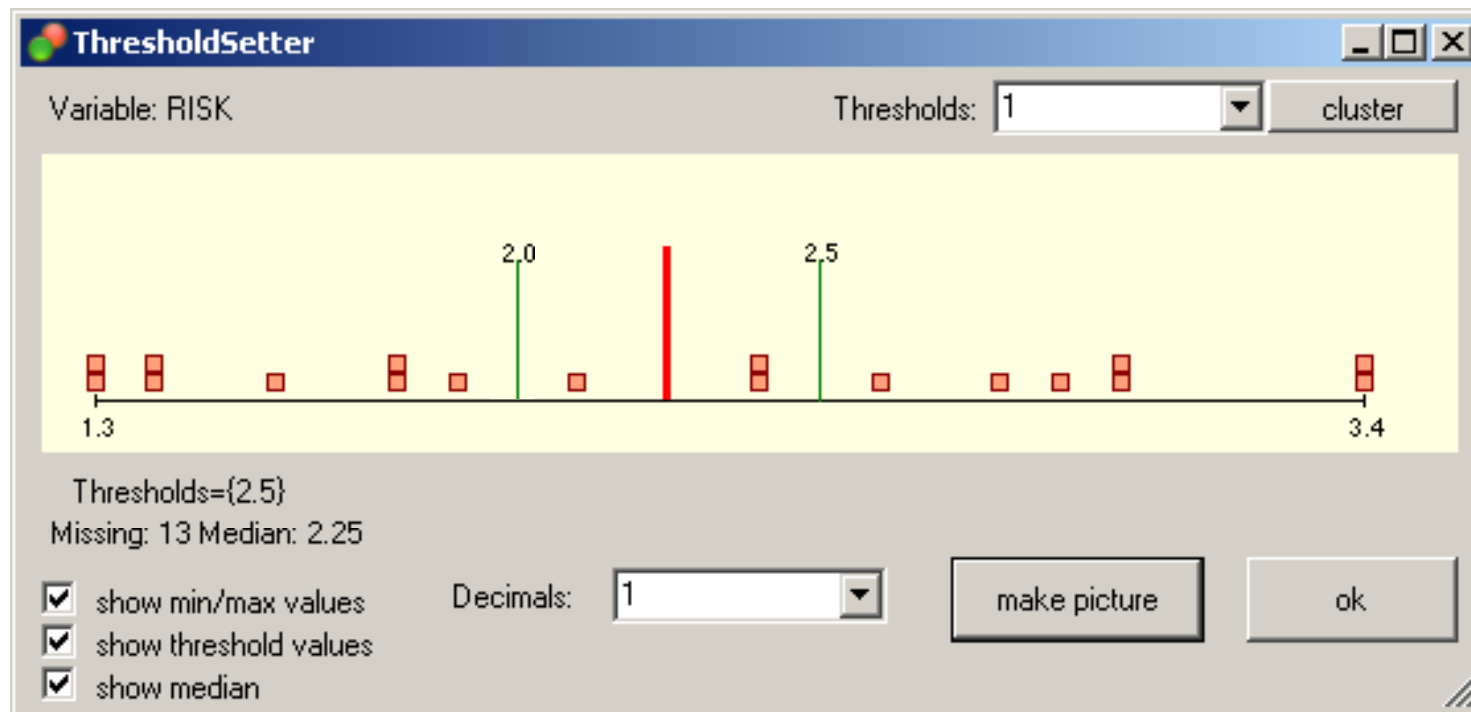 ThresholdSetter
Variable: RISK Thresholds: 1 cluster
2.0 2.5
1.3 3.4
Thresholds={2.5}
Missing: 13 Median: 2.25
show min/max values Decimals: 1 make picture ok
show threshold values
show median